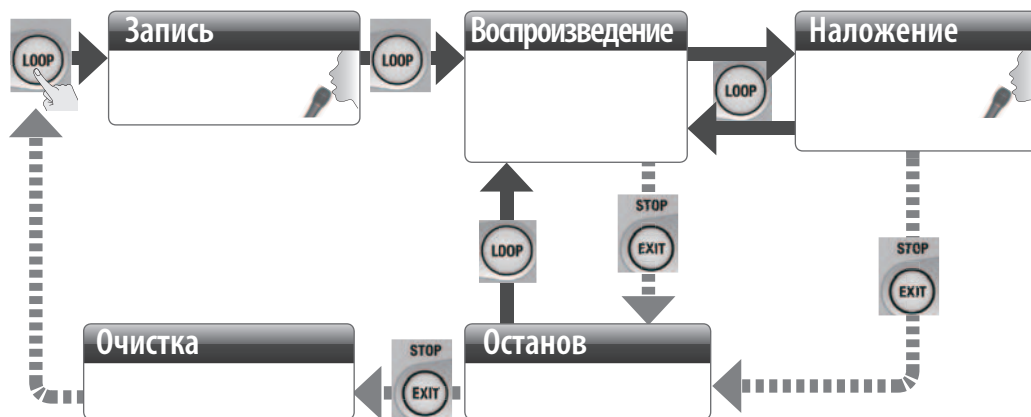 LOOP
Запись
LOOP
Воспроизведение
LOOP
Наложение
LOOP
STOP
EXIT
STOP
EXIT
Очистка
STOP
EXIT
Останов